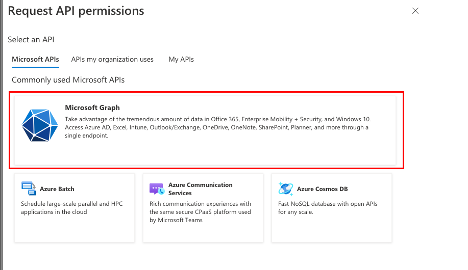 Request API permissions
Select an API
Microsoft APIs APIs my organization uses My APIs
Commonly used Microsoft APIs
Microsoft Graph
Take advantage of the tremendous amount of data in Office 365, Enterprise Mobility + Security, and Windows 10
Access Azure AD, Excel, Intune, Outlook/Exchange, OneDrive, OneNote, SharePoint, Planner, and more through a
single endpoint.
Azure Batch
Schedule large-scale parallel and HPC
applications in the cloud
Azure Communication
Services
Rich communication experiences with
the same secure CPaaS platform used
by Microsoft Teams
Azure Cosmos DB
Fast NoSQL database with open APIs
for any scale.